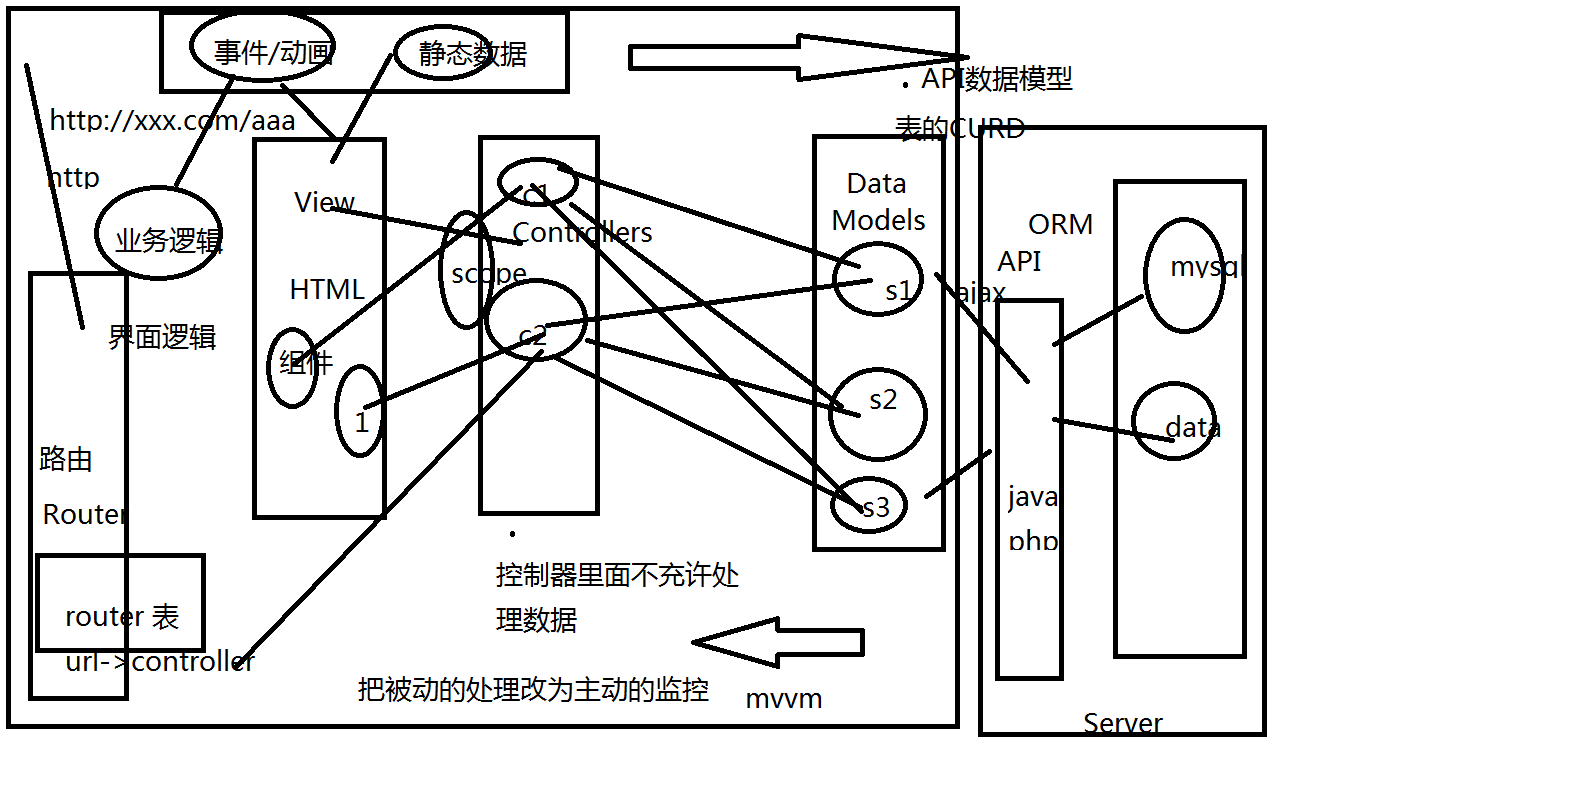 事件/动画
静态数据
API数据模型
表的CURD
http://xxx.com/aaa
http
业务逻辑
界面逻辑
路由
Router
router 表
url->controller
View
HTML
组件
1
c1
Controllers
scope
c2
控制器里面不充许处
理数据
把被动的处理改为主动的监控
mvvm
Data
Models
s1
s2
s3
ajax
ORM
API
java
php
mysql
data
Server